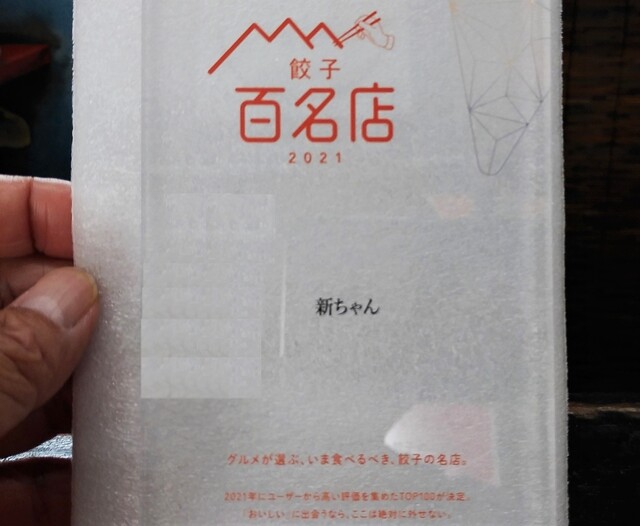 餃子
百名店
2021
新ちゃん
グルメが選ぶ、いま食べるべき、餃子の名店。
2021年にユーザーから高い評価を集めたTOP100が決定。
「おいしい」に出会うなら、ここは絶対に外せない。